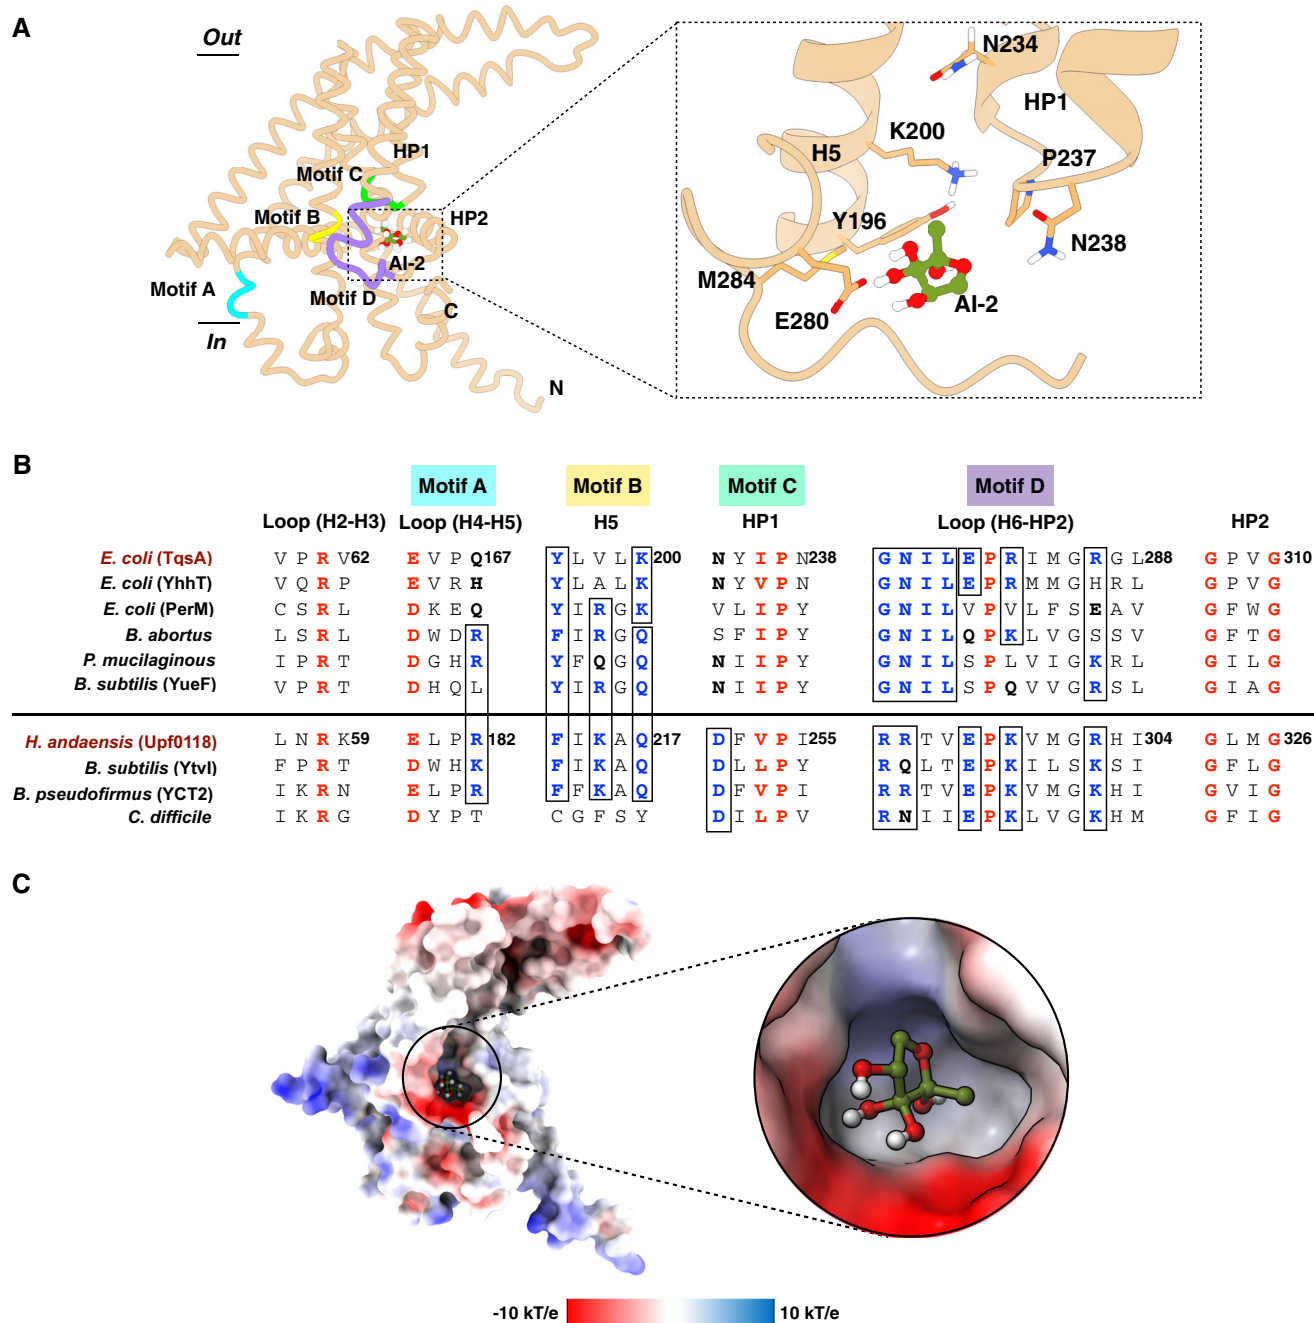 A
Out
HP1
Motif C
Motif B
HP2
AI-2
Motif A
Motif D
C
In
N
N234
HP1
K200
H5
P237
Y196
N238
M284
AI-2
E280
B
Motif A Motif B Motif C Motif D
Loop (H2-H3) Loop (H4-H5) H5 HP1 Loop (H6-HP2) HP2
E. coli (TqsA) V P R V62 E V P Q167 Y L V L K200 N Y I P N238 G N I L E P R I M G R G L288 G P V G310
E. coli (YhhT) V Q R P E V R H Y L A L K N Y V P N G N I L E P R M M G H R L G P V G
E. coli (PerM) C S R L D K E Q Y I R G K V L I P Y G N I L V P V L F S E A V G F W G
B. abortus L S R L D W D R F I R G Q S F I P Y G N I L Q P K L V G S S V G F T G
P. mucilaginous I P R T D G H R Y F Q G Q N I I P Y G N I L S P L V I G K R L G I L G
B. subtilis (YueF) V P R T D H Q L Y I R G Q N I I P Y G N I L S P Q V V G R S L G I A G
H. andaensis (Upf0118) L N R K59 E L P R182 F I K A Q217 D F V P I255 R R T V E P K V M G R H I304 G L M G326
B. subtilis (YtvI) F P R T D W H K F I K A Q D L L P Y R Q L T E P K I L S K S I G F L G
B. pseudofirmus (YCT2) I K R N E L P R F F K A Q D F V P I R R T V E P K V M G K H I G V I G
C. difficile I K R G D Y P T C G F S Y D I L P V R N I I E P K L V G K H M G F I G
C
-10 kT/e 10 kT/e